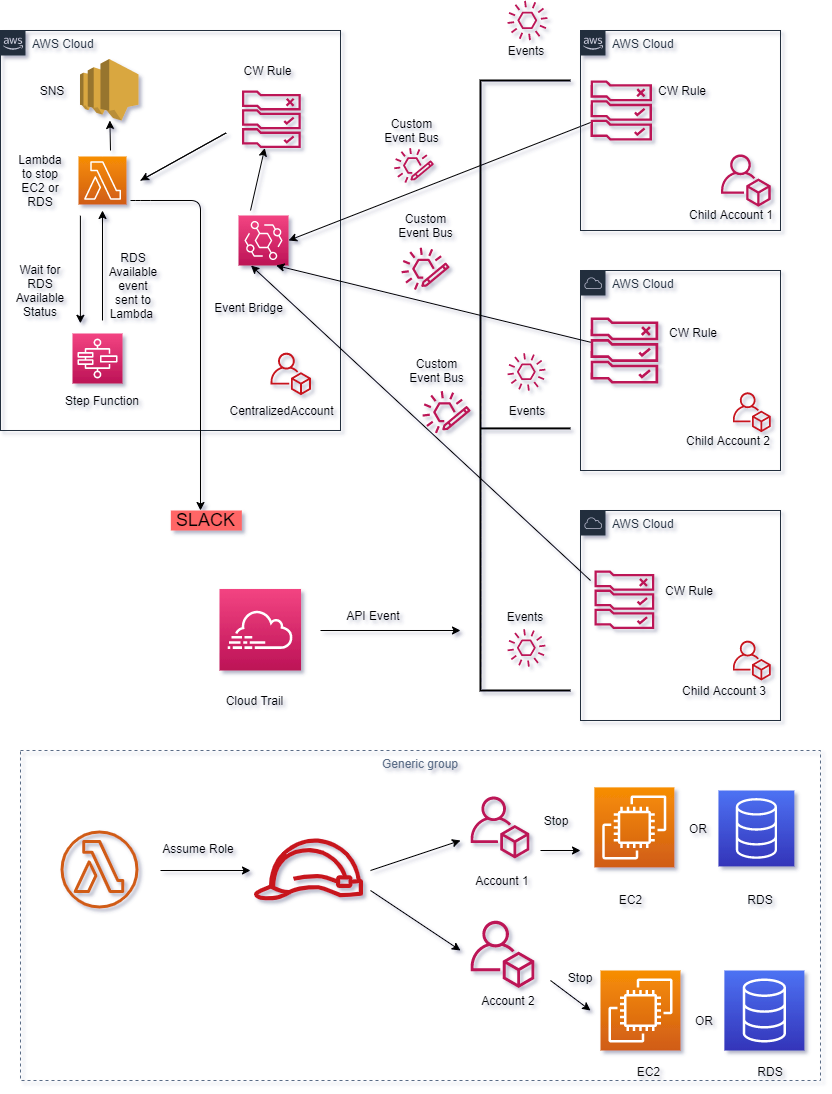 aws
AWS Cloud
SNS
CW Rule
Lambda
to stop
EC2 or
RDS
Wait for
RDS
Available
Status
RDS
Available
event
sent to
Lambda
Event Bridge
Step Function
CentralizedAccount
SLACK
Events
Custom
Event Bus
Custom
Event Bus
Custom
Event Bus
Events
Events
aws
AWS Cloud
CW Rule
Child Account 1
AWS Cloud
CW Rule
Child Account 2
AWS Cloud
CW Rule
Child Account 3
API Event
Cloud Trail
Generic group
Assume Role
Account 1
Stop
EC2
OR
RDS
Account 2
Stop
EC2
OR
RDS